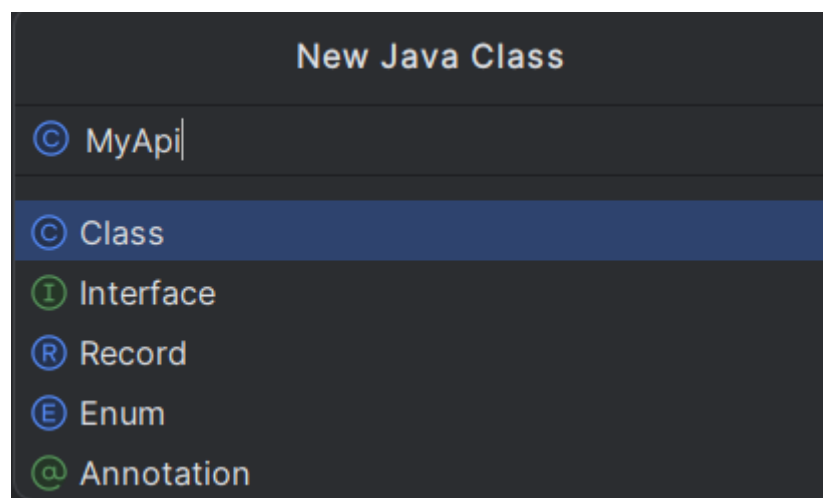 New Java Class
C MyApi
C Class
I Interface
R Record
E Enum
@ Annotation